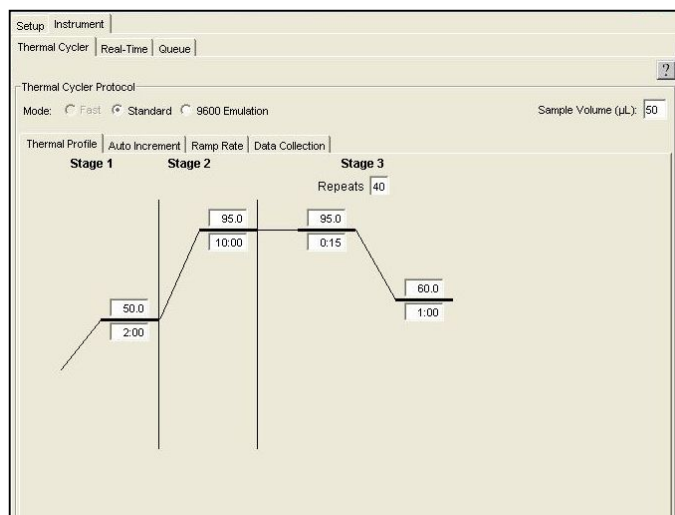 Setup Instrument
Thermal Cycler Real-Time Queue
?
Thermal Cycler Protocol
Mode: Fast Standard 9600 Emulation Sample Volume (µL): 50
Thermal Profile Auto Increment Ramp Rate Data Collection
Stage 1 Stage 2 Stage 3
Repeats 40
95.0 95.0
10:00 0:15
60.0
1:00
50.0
2:00